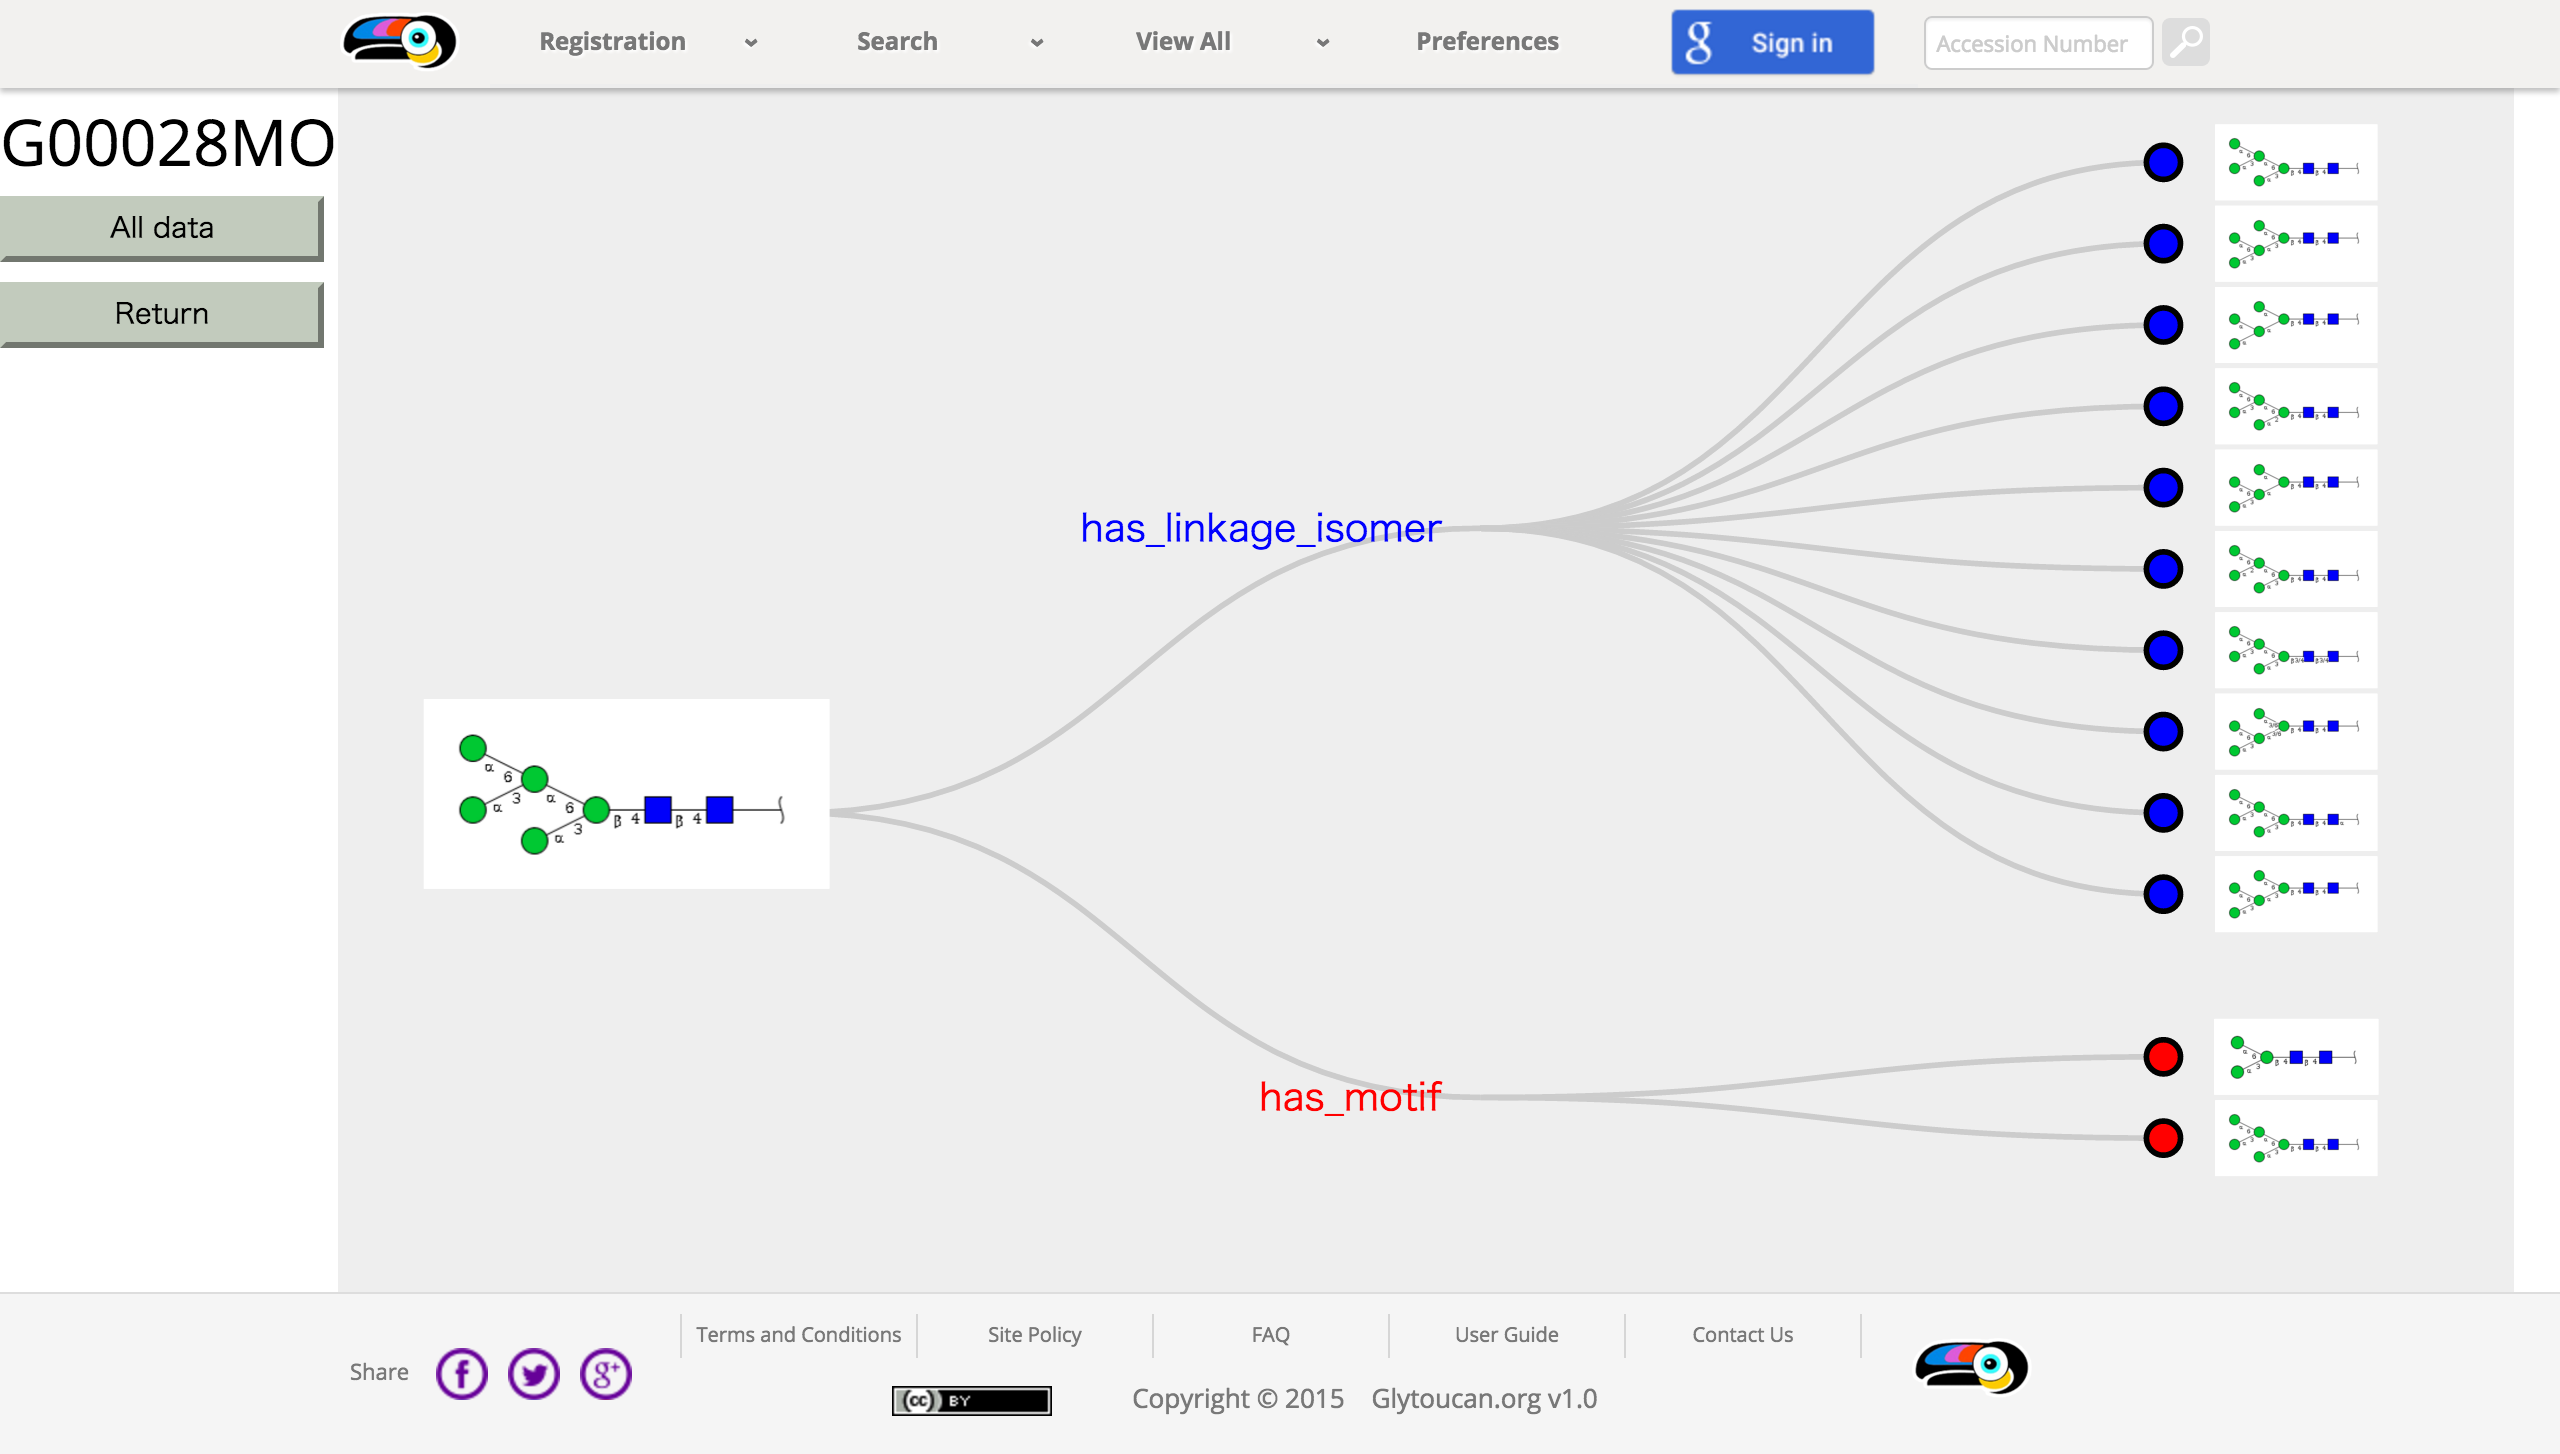 Registration
Search
View All
Preferences
g Sign in
Accession Number
G00028MO
All data
Return
has_linkage_isomer
has_motif
α 6
α 3
α 6
α 3
β 4 β 4
Terms and Conditions
Site Policy
FAQ
User Guide
Contact Us
Share
f
g+
cc BY
Copyright © 2015 Glytoucan.org v1.0